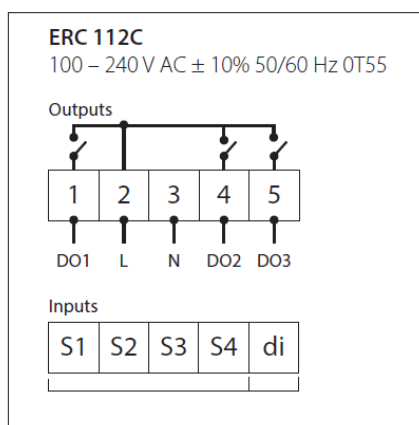 ERC 112C
100 – 240 V AC ± 10% 50/60 Hz 0T55
Outputs
1 2 3 4 5
DO1 L N DO2 DO3
Inputs
S1 S2 S3 S4 di